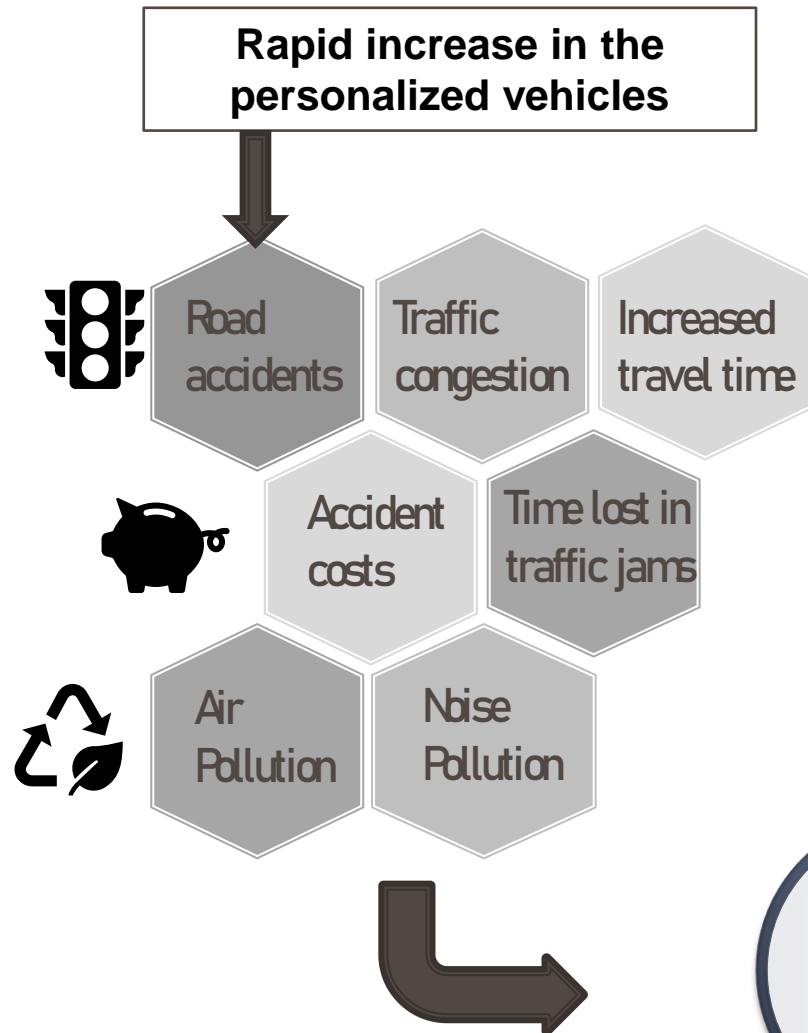 Rapid increase in the
personalized vehicles
Road
accidents
Traffic
congestion
Increased
travel time
Accident
costs
Time lost in
traffic jams
Air
Pollution
Noise
Pollution